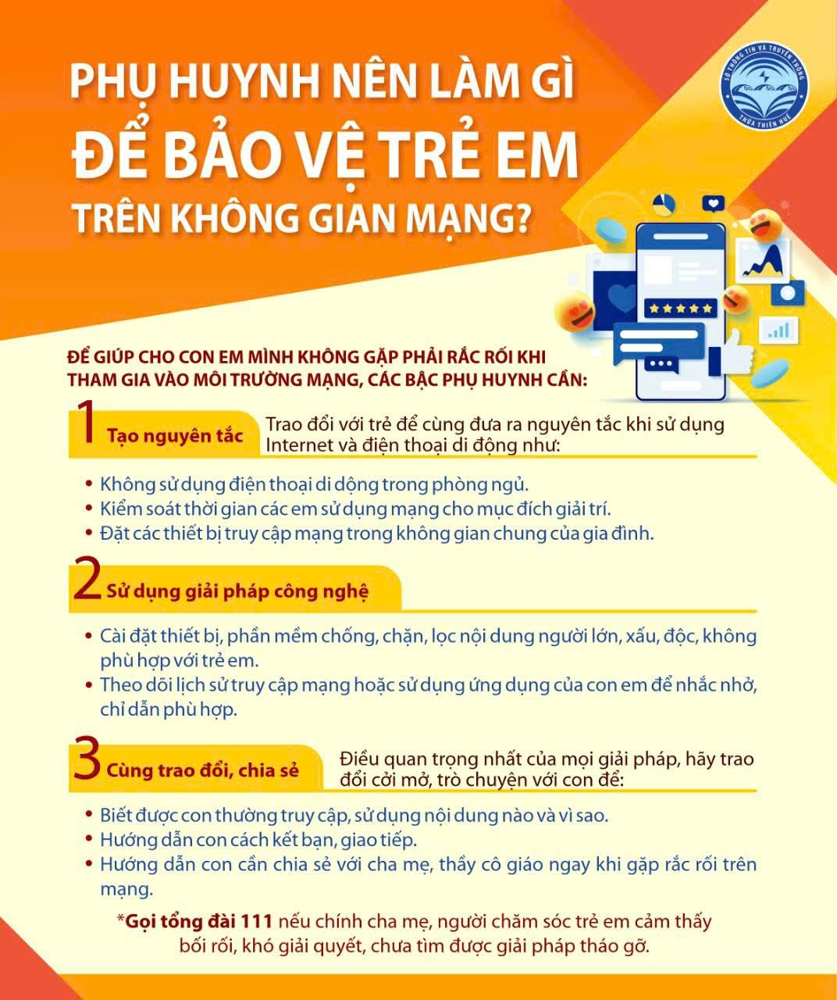 PHỤ HUYNH NÊN LÀM GÌ
ĐỂ BẢO VỆ TRẺ EM
TRÊN KHÔNG GIAN MẠNG?
SỞ THÔNG TIN VÀ TRUYỀN THÔNG
THỪA THIÊN HUẾ
ĐỂ GIÚP CHO CON EM MÌNH KHÔNG GẶP PHẢI RẮC RỐI KHI
THAM GIA VÀO MÔI TRƯỜNG MẠNG, CÁC BẬC PHỤ HUYNH CẦN:
1 Tạo nguyên tắc
Trao đổi với trẻ để cùng đưa ra nguyên tắc khi sử dụng
Internet và điện thoại di động như:
• Không sử dụng điện thoại di dộng trong phòng ngủ.
• Kiểm soát thời gian các em sử dụng mạng cho mục đích giải trí.
• Đặt các thiết bị truy cập mạng trong không gian chung của gia đình.
2 Sử dụng giải pháp công nghệ
• Cài đặt thiết bị, phần mềm chống, chặn, lọc nội dung người lớn, xấu, độc, không
phù hợp với trẻ em.
• Theo dõi lịch sử truy cập mạng hoặc sử dụng ứng dụng của con em để nhắc nhở,
chỉ dẫn phù hợp.
3 Cùng trao đổi, chia sẻ
Điều quan trọng nhất của mọi giải pháp, hãy trao
đổi cởi mở, trò chuyện với con để:
• Biết được con thường truy cập, sử dụng nội dung nào và vì sao.
• Hướng dẫn con cách kết bạn, giao tiếp.
• Hướng dẫn con cần chia sẻ với cha mẹ, thầy cô giáo ngay khi gặp rắc rối trên
mạng.
*Gọi tổng đài 111 nếu chính cha mẹ, người chăm sóc trẻ em cảm thấy
bối rối, khó giải quyết, chưa tìm được giải pháp tháo gỡ.